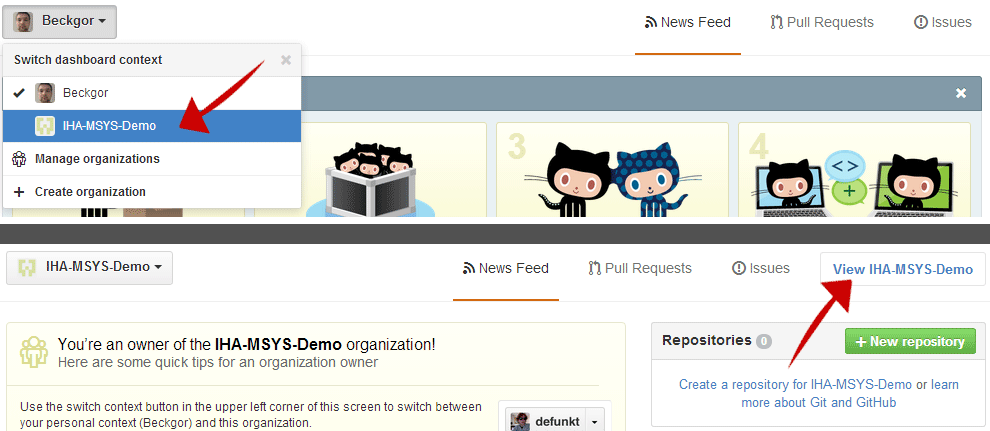 Beckgor
News Feed
Pull Requests
Issues
Switch dashboard context
Beckgor
IHA-MSYS-Demo
Manage organizations
Create organization
3
4
IHA-MSYS-Demo
News Feed
Pull Requests
Issues
View IHA-MSYS-Demo
You're an owner of the IHA-MSYS-Demo organization!
Here are some quick tips for an organization owner
Use the switch context button in the upper left corner of this screen to switch between
your personal context (Beckgor) and this organization.
defunkt
Repositories 0
+ New repository
Create a repository for IHA-MSYS-Demo or learn
more about Git and GitHub